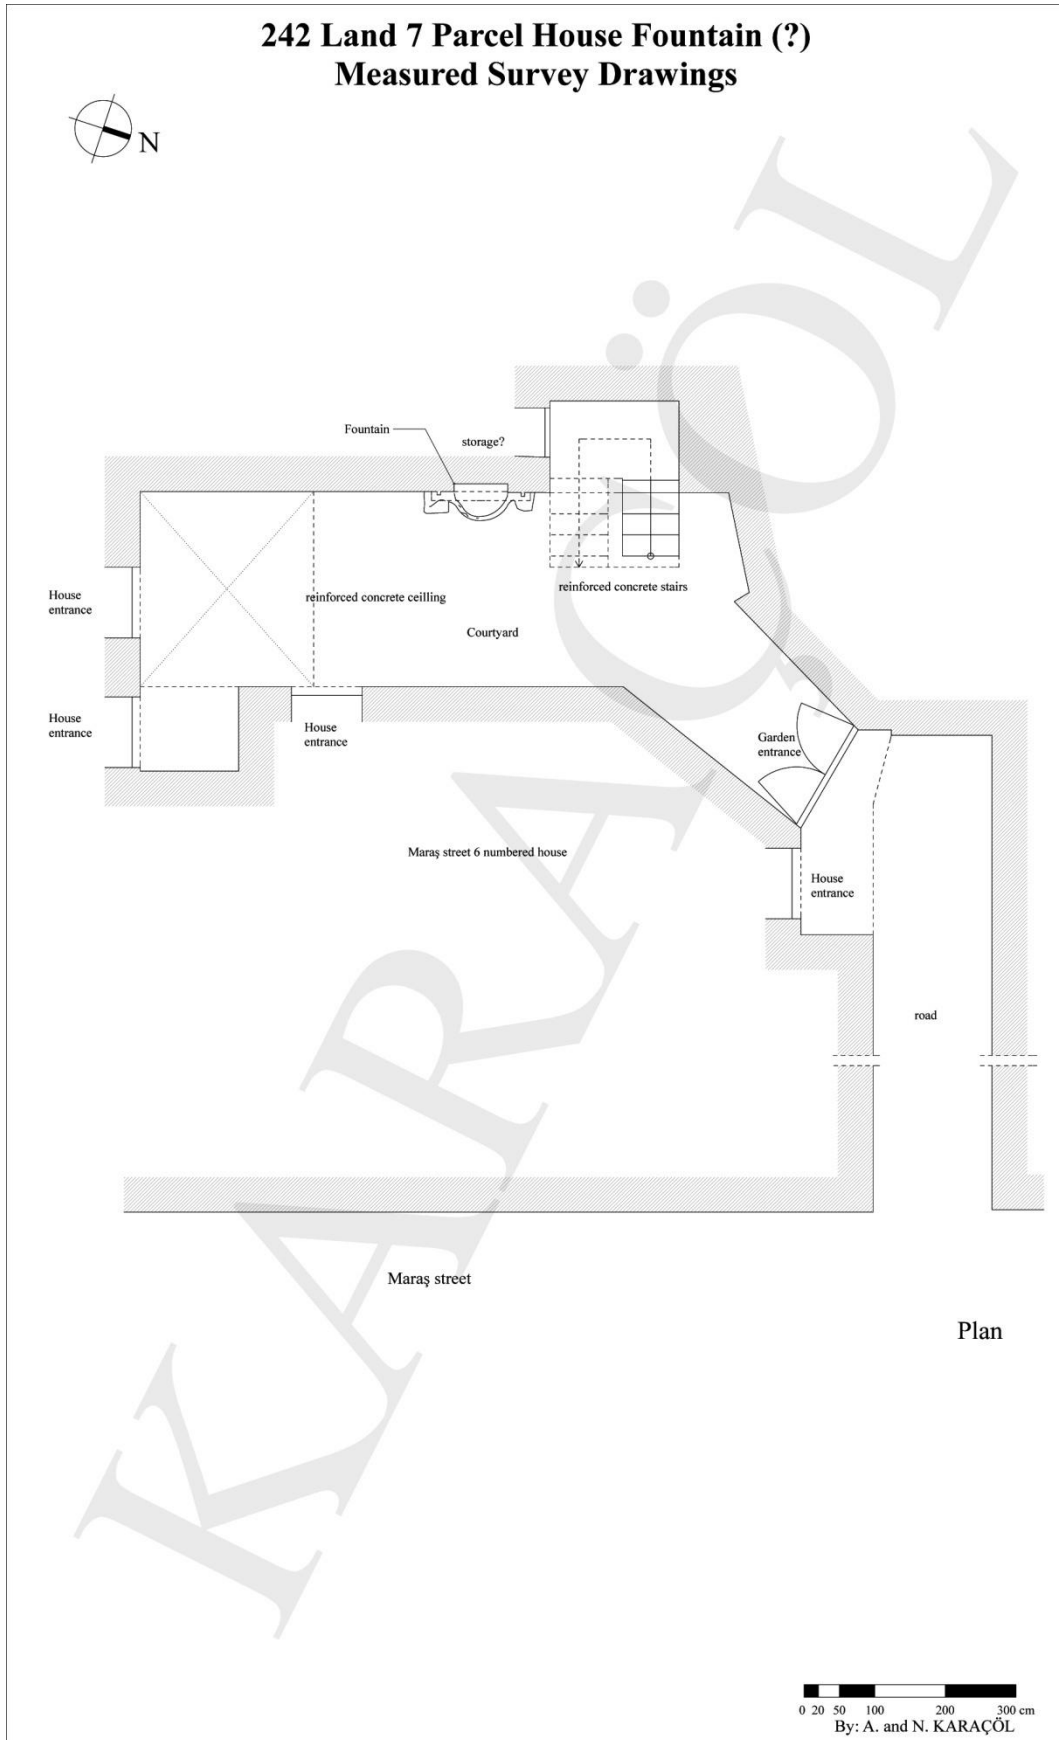 242 Land 7 Parcel House Fountain (?)
Measured Survey Drawings
N
Fountain
storage?
House
entrance
reinforced concrete ceilling
reinforced concrete stairs
Courtyard
House
entrance
House
entrance
Garden
entrance
Maraş street 6 numbered house
House
entrance
road
Maraş street
Plan
KARAÇÖL
0 20 50 100 200 300 cm
By: A. and N. KARAÇÖL